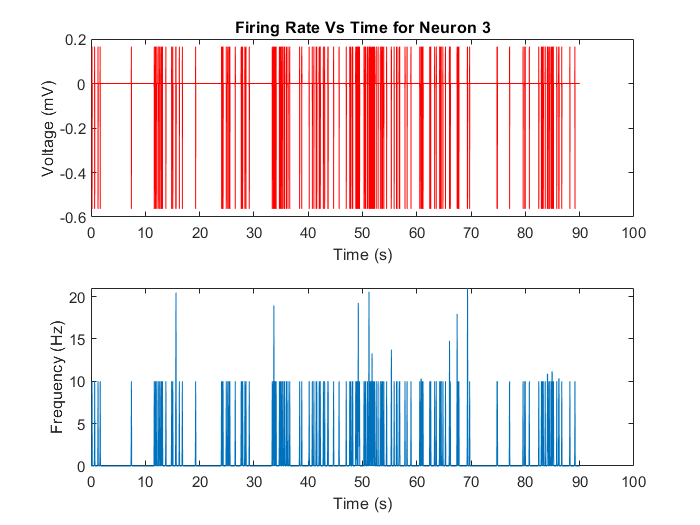 Firing Rate Vs Time for Neuron 3
0.2
0
-0.2
-0.4
-0.6
Voltage (mV)
0 10 20 30 40 50 60 70 80 90 100
Time (s)
20
15
10
5
0
Frequency (Hz)
0 10 20 30 40 50 60 70 80 90 100
Time (s)